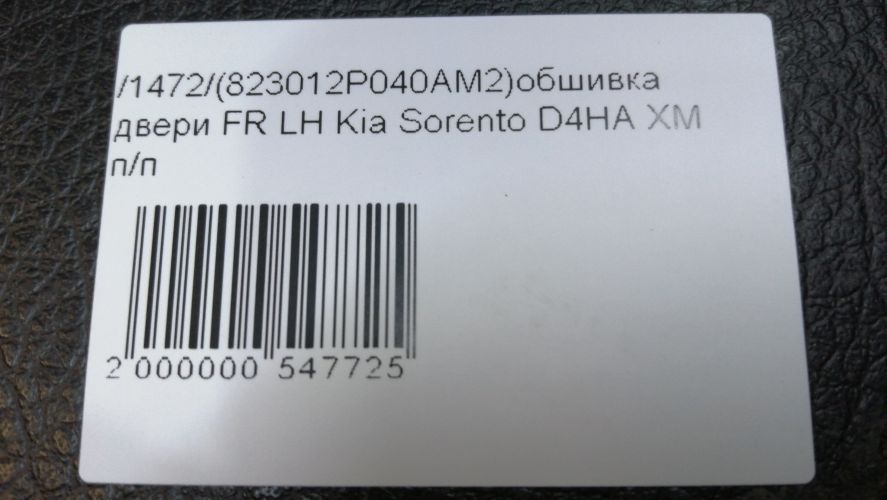 /1472/(823012P040AM2)обшивка
двери FR LH Kia Sorento D4HA XM
п/п
2 000000 547725